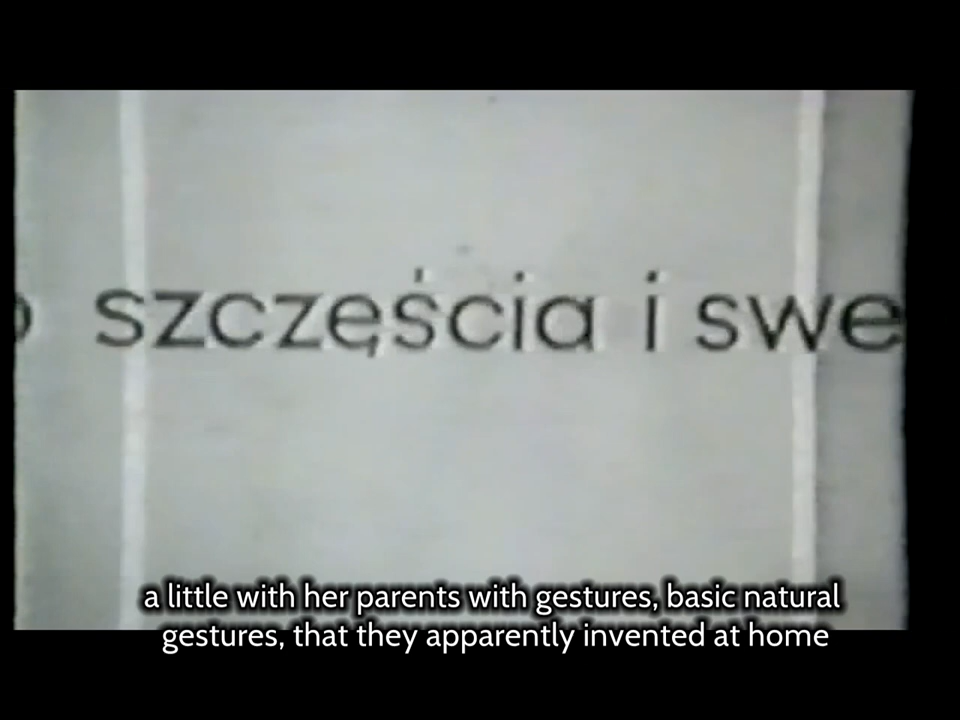 szczęścia i swe
a little with her parents with gestures, basic natural
gestures, that they apparently invented at home